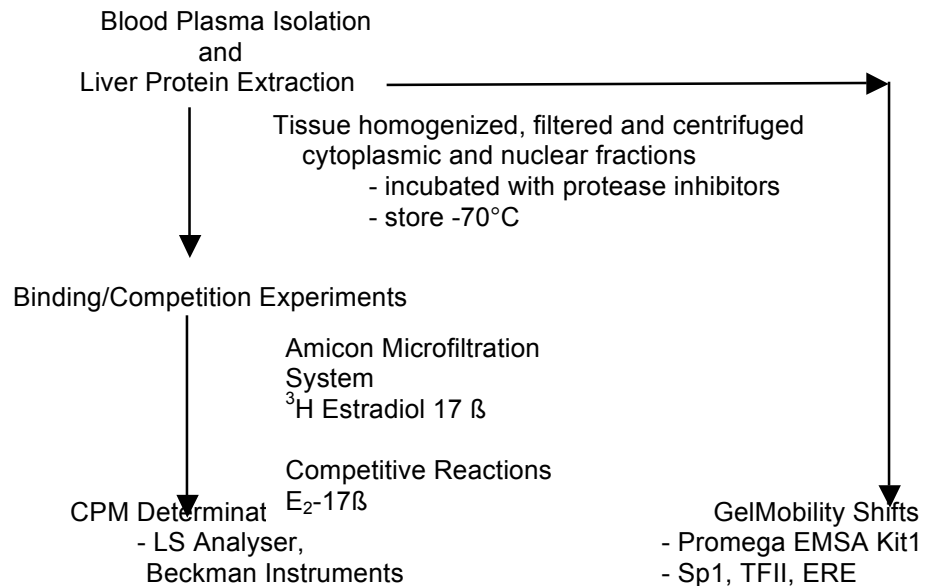 Blood Plasma Isolation
and
Liver Protein Extraction
Tissue homogenized, filtered and centrifuged
cytoplasmic and nuclear fractions
- incubated with protease inhibitors
- store -70°C
Binding/Competition Experiments
Amicon Microfiltration
System
³H Estradiol 17 ß
Competitive Reactions
E₂-17ß
CPM Determinat
- LS Analyser,
Beckman Instruments
GelMobility Shifts
- Promega EMSA Kit1
- Sp1, TFII, ERE